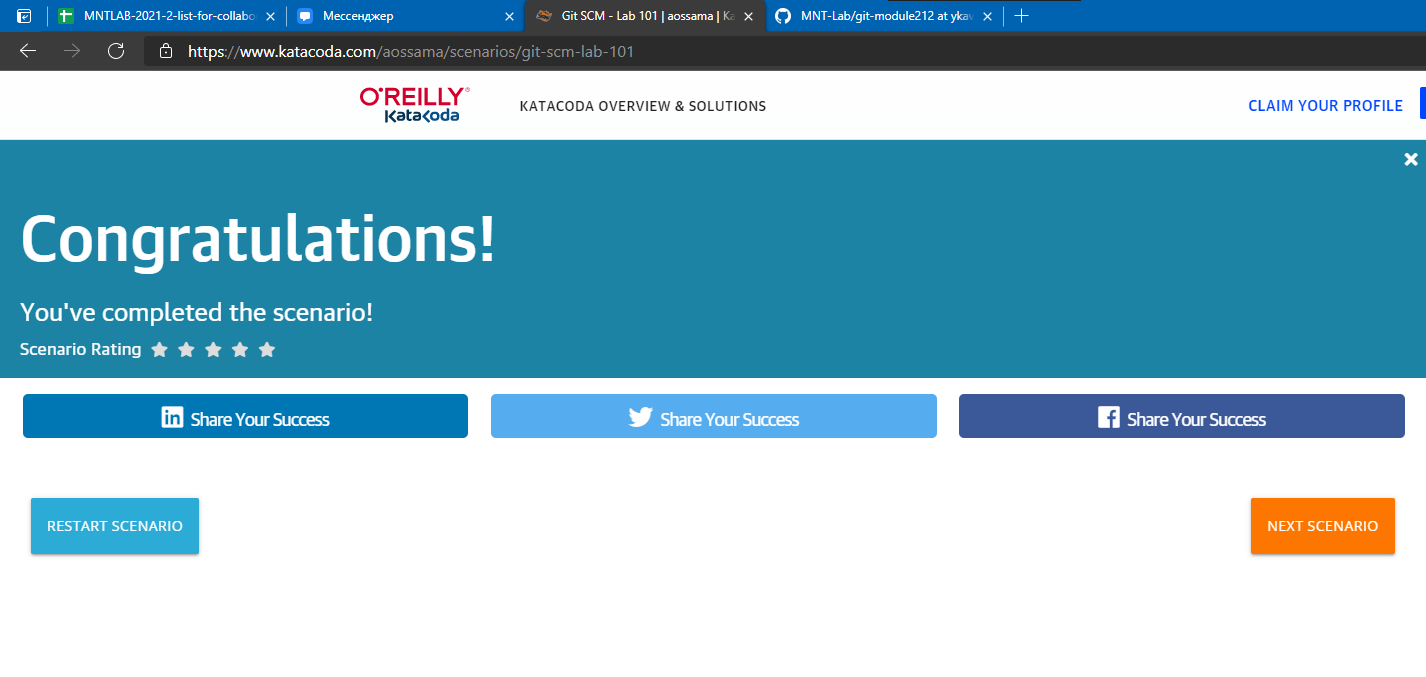 MNTLAB-2021-2-list-for-collabo
Мессенджер
Git SCM - Lab 101 | aossama | Ka
MNT-Lab/git-module212 at ykav
https://www.katacoda.com/aossama/scenarios/git-scm-lab-101
O'REILLY®
KataKoda
KATACODA OVERVIEW & SOLUTIONS
CLAIM YOUR PROFILE
Congratulations!
You've completed the scenario!
Scenario Rating
Share Your Success
Share Your Success
Share Your Success
RESTART SCENARIO
NEXT SCENARIO